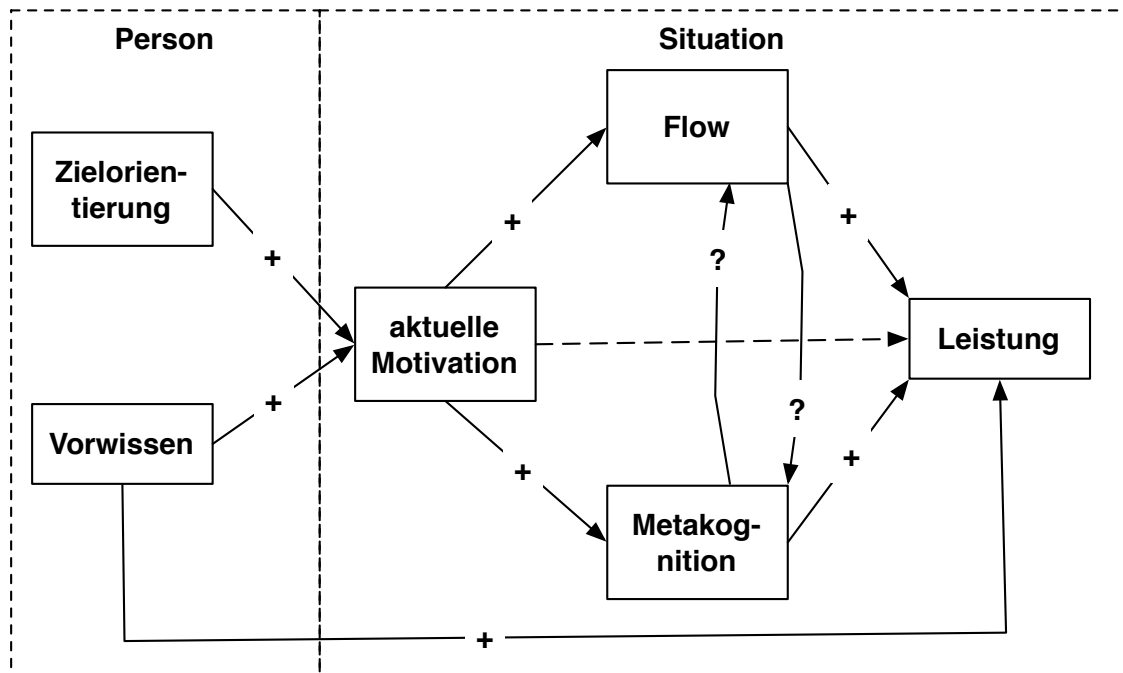 Person
Situation
Flow
Zielorien-
tierung
+
+
+
?
aktuelle
Motivation
Leistung
+
?
Vorwissen
+
+
Metakog-
nition
+